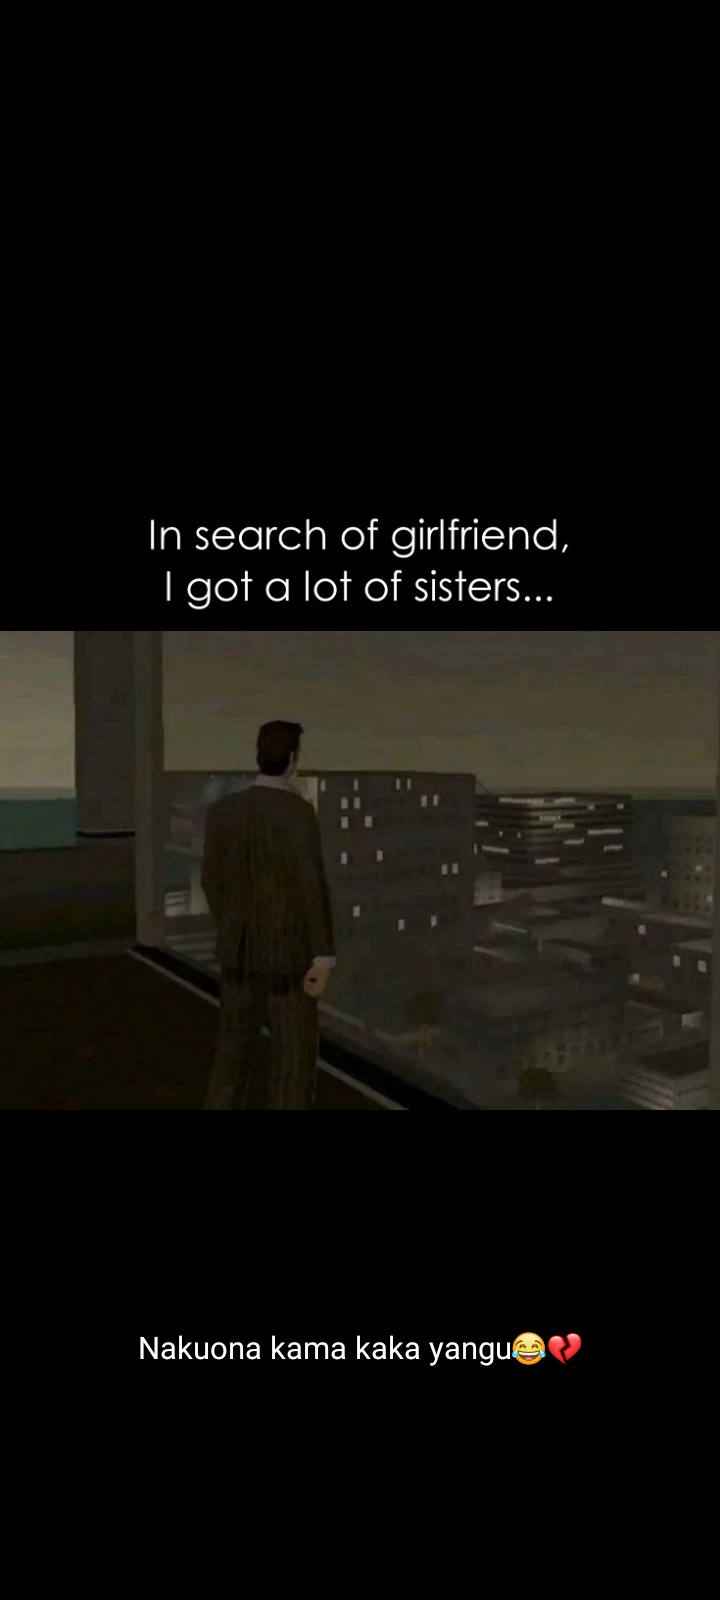 In search of girlfriend,
I got a lot of sisters...
Nakuona kama kaka yangu😂💔